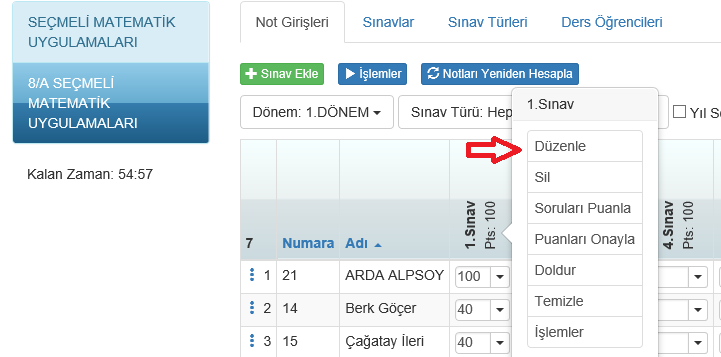 SEÇMELİ MATEMATİK
UYGULAMALARI
8/A SEÇMELİ
MATEMATİK
UYGULAMALARI
Kalan Zaman: 54:57
Not Girişleri
Sınavlar
Sınav Türleri
Ders Öğrencileri
Sınav Ekle
İşlemler
Notları Yeniden Hesapla
Dönem: 1.DÖNEM
Sınav Türü: Hep
Yıl
1.Sınav
Düzenle
Sil
Soruları Puanla
Puanları Onayla
Doldur
Temizle
İşlemler
7 Numara Adı
1.Sınav
Pts: 100
4.Sınav
Pts: 100
1 21 ARDA ALPSOY 100
2 14 Berk Göçer 40
3 15 Çağatay İleri 40